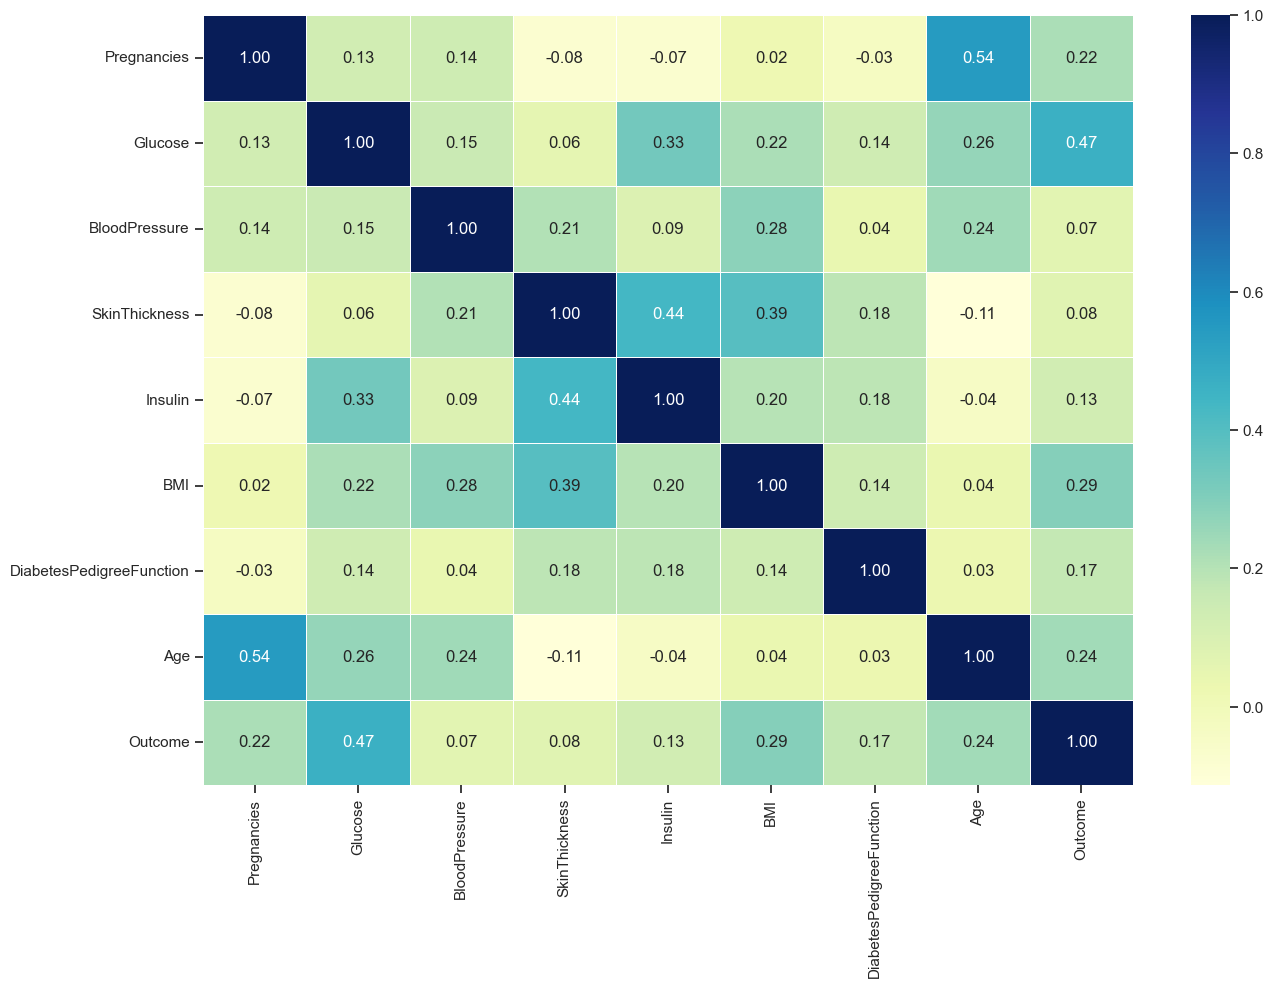 Pregnancies 1.00 0.13 0.14 -0.08 -0.07 0.02 -0.03 0.54 0.22
Glucose 0.13 1.00 0.15 0.06 0.33 0.22 0.14 0.26 0.47
BloodPressure 0.14 0.15 1.00 0.21 0.09 0.28 0.04 0.24 0.07
SkinThickness -0.08 0.06 0.21 1.00 0.44 0.39 0.18 -0.11 0.08
Insulin -0.07 0.33 0.09 0.44 1.00 0.20 0.18 -0.04 0.13
BMI 0.02 0.22 0.28 0.39 0.20 1.00 0.14 0.04 0.29
DiabetesPedigreeFunction -0.03 0.14 0.04 0.18 0.18 0.14 1.00 0.03 0.17
Age 0.54 0.26 0.24 -0.11 -0.04 0.04 0.03 1.00 0.24
Outcome 0.22 0.47 0.07 0.08 0.13 0.29 0.17 0.24 1.00
Pregnancies
Glucose
BloodPressure
SkinThickness
Insulin
BMI
DiabetesPedigreeFunction
Age
Outcome
1.0
0.8
0.6
0.4
0.2
0.0